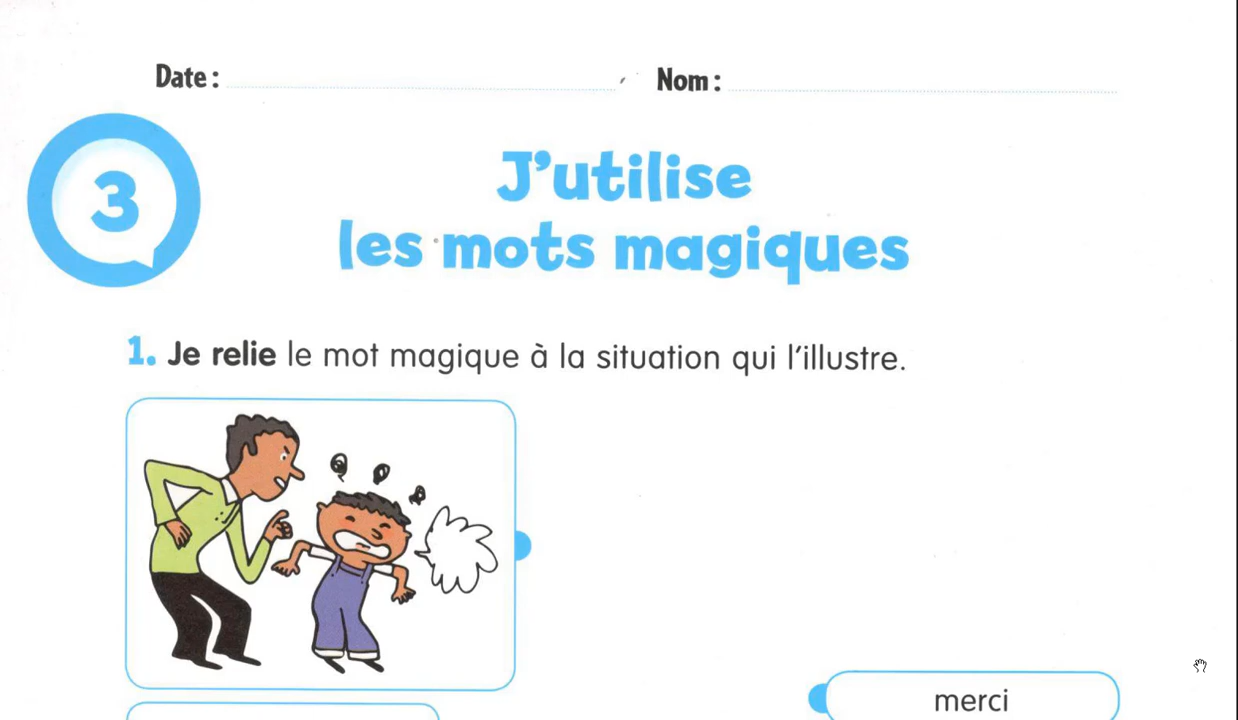 Date :
Nom :
3
J'utilise
les mots magiques
1. Je relie le mot magique à la situation qui l'illustre.
merci